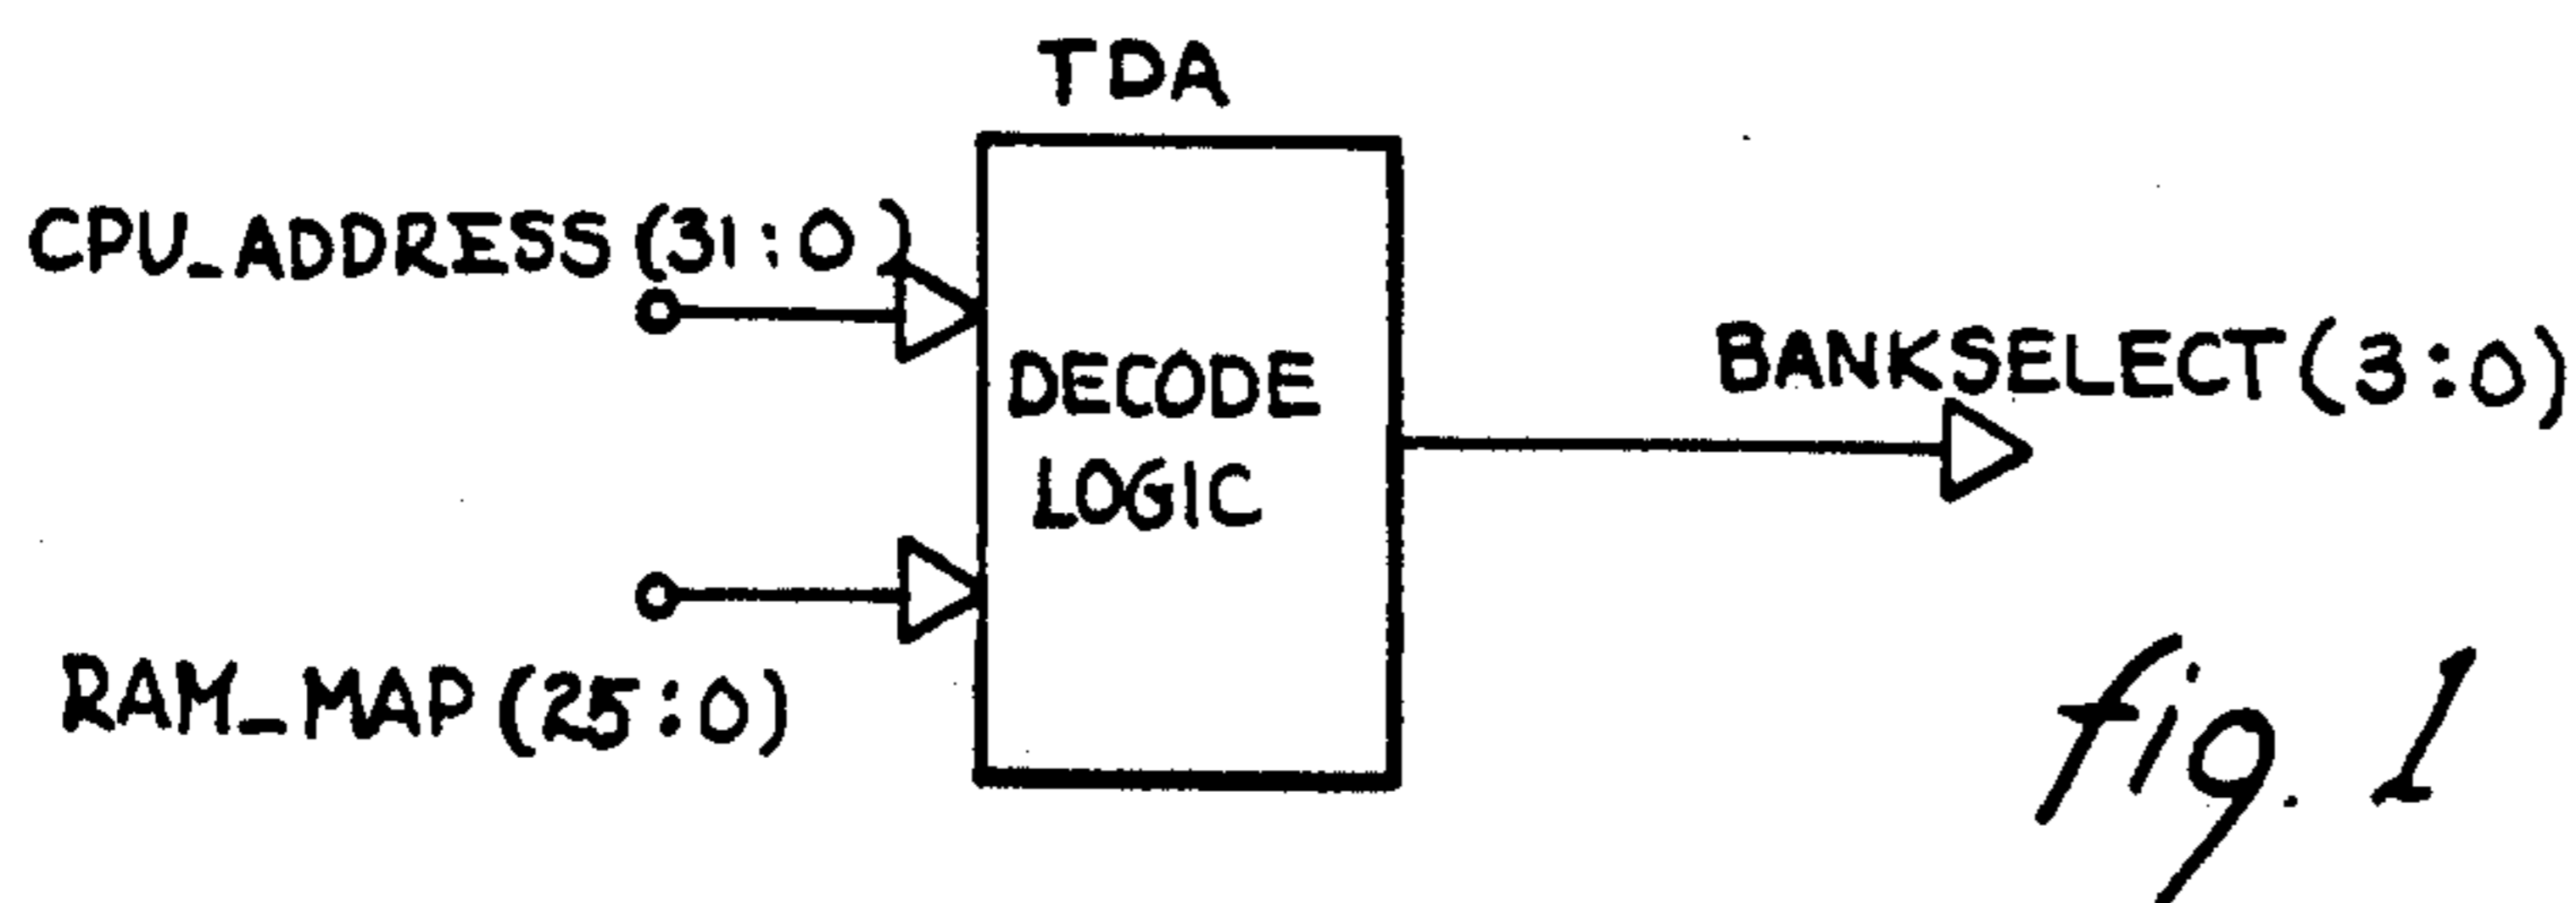 TDA
CPU_ADDRESS (31:0)
DECODE
LOGIC
BANKSELECT (3:0)
RAM_MAP (25:0)
fig. 1